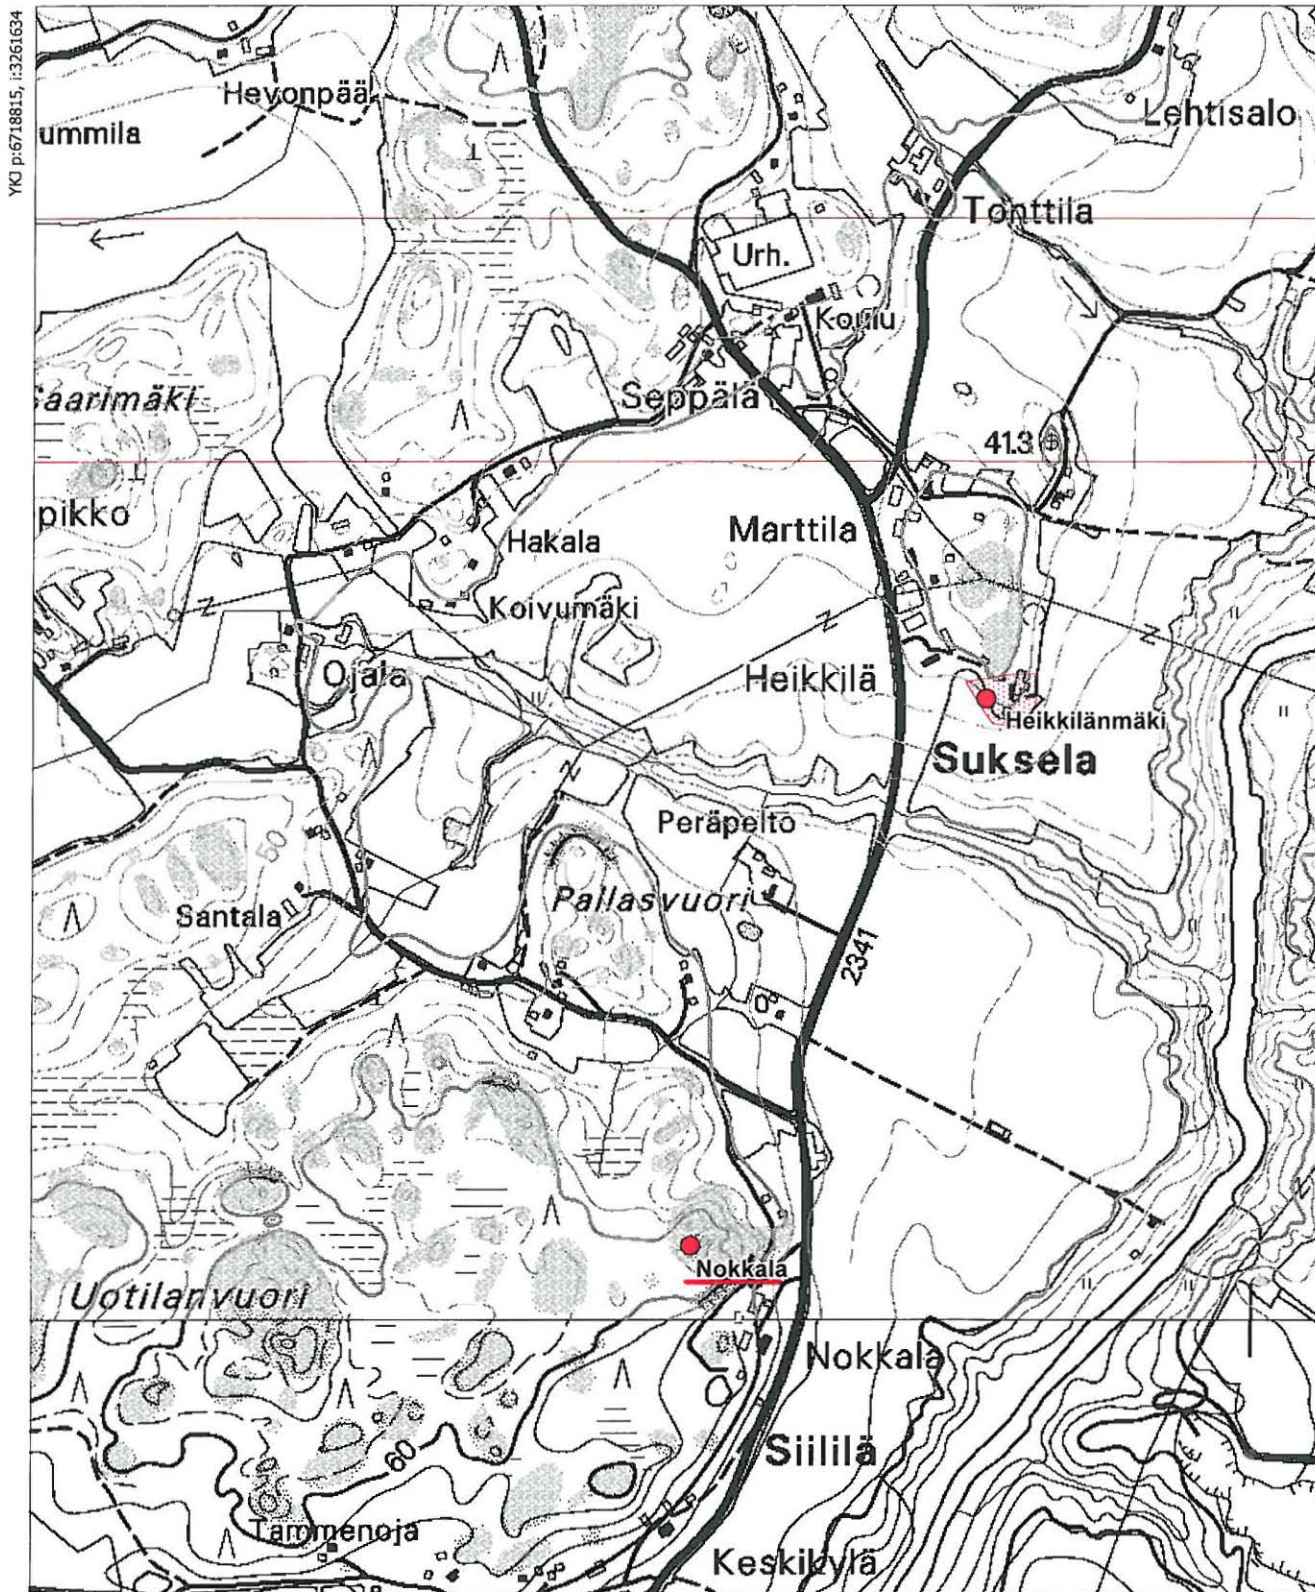 YKJ p:6718815, i:3261634
Hevonpää
ummila
Lehtisalo
Tonttila
Urh.
Koulu
Seppälä
aarimäki
41.3
pikko
Marttila
Hakala
Koivumäki
Ojala
Heikkilä
Heikkilänmäki
Suksela
Peräpelto
50
Pallasvuori
Santala
2341
Nokkala
Uotilanvuori
Nokkala
Siililä
60
Tammenoja
Keskikylä